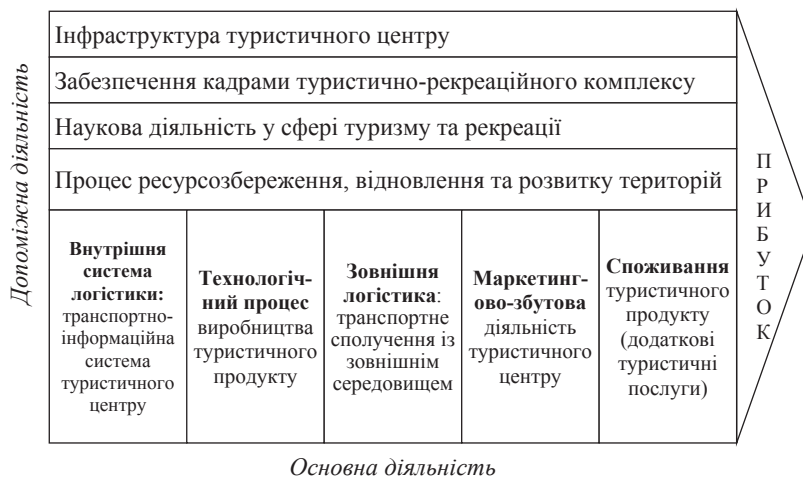 Допоміжна діяльність
Інфраструктура туристичного центру
Забезпечення кадрами туристично-рекреаційного комплексу
Наукова діяльність у сфері туризму та рекреації
Процес ресурсозбереження, відновлення та розвитку територій
Внутрішня
система
логістики:
транспортно-
інформаційна
система
туристичного
центру
Технологіч-
ний процес
виробництва
туристичного
продукту
Зовнішня
логістика:
транспортне
сполучення із
зовнішнім
середовищем
Маркетинг-
ово-збутова
діяльність
туристичного
центру
Споживання
туристичного
продукту
(додаткові
туристичні
послуги)
ПРИБУТОК
Основна діяльність